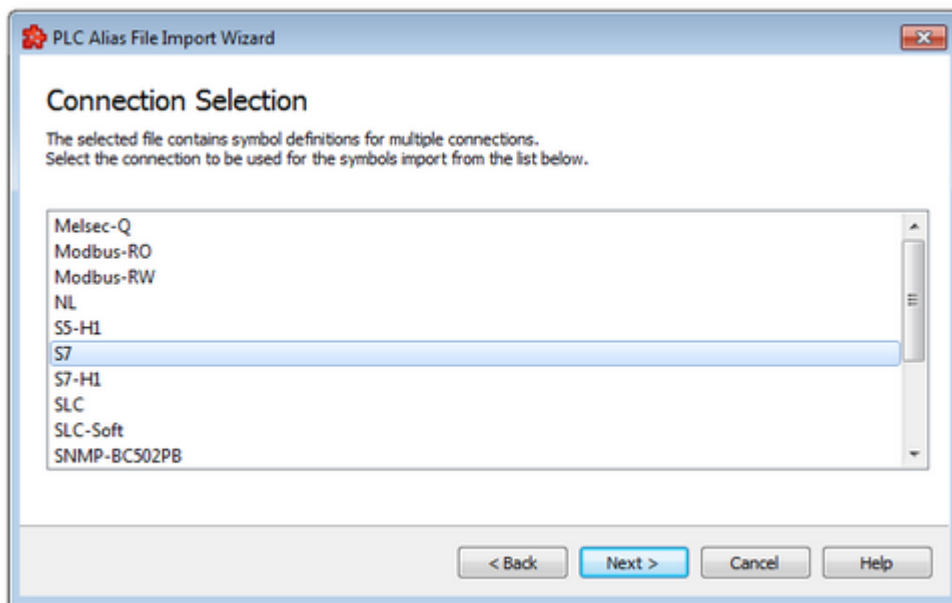 PLC Alias File Import Wizard
Connection Selection
The selected file contains symbol definitions for multiple connections.
Select the connection to be used for the symbols import from the list below.
Melsec-Q
Modbus-RO
Modbus-RW
NL
S5-H1
S7
S7-H1
SLC
SLC-Soft
SNMP-BC502PB
< Back
Next >
Cancel
Help